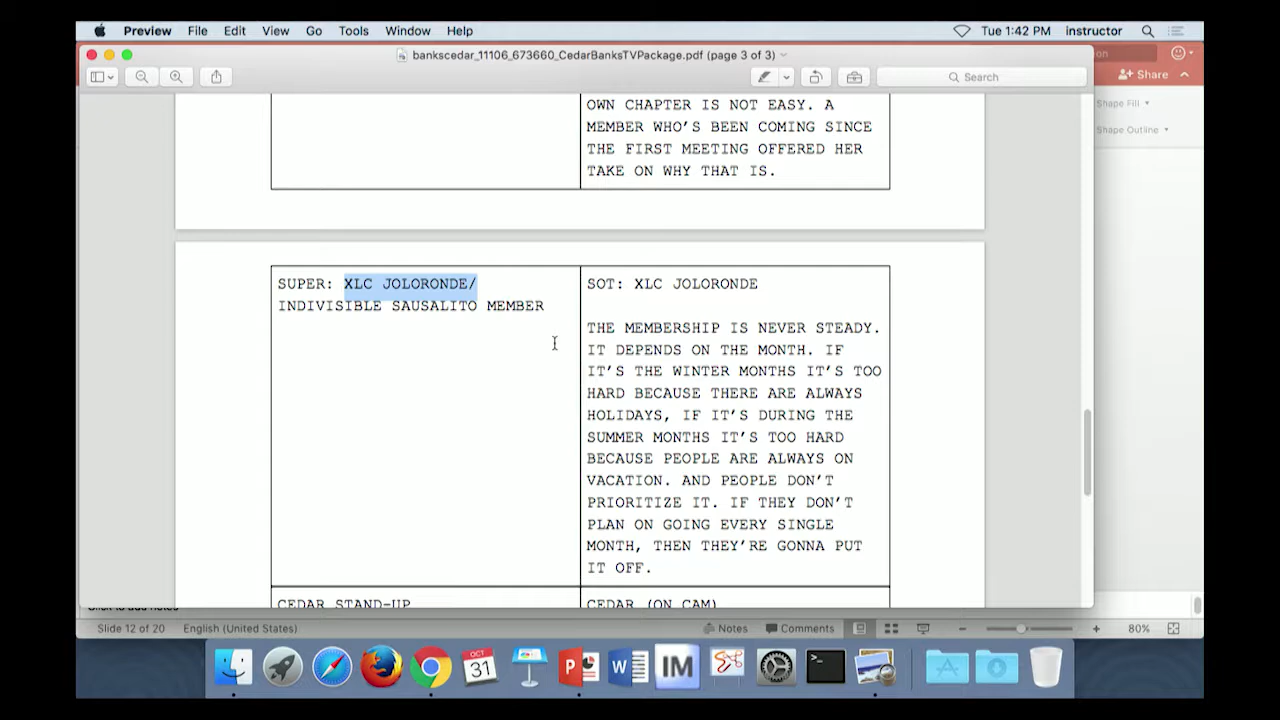 Preview File Edit View Go Tools Window Help
Tue 1:42 PM instructor
bankscedar_11106_673660_CedarBanksTVPackage.pdf (page 3 of 3)
on
Share
Search
Shape Fill
Shape Outline
OWN CHAPTER IS NOT EASY. A
MEMBER WHO'S BEEN COMING SINCE
THE FIRST MEETING OFFERED HER
TAKE ON WHY THAT IS.
SUPER: XLC JOLORONDE/
INDIVISIBLE SAUSALITO MEMBER
SOT: XLC JOLORONDE
THE MEMBERSHIP IS NEVER STEADY.
IT DEPENDS ON THE MONTH. IF
IT'S THE WINTER MONTHS IT'S TOO
HARD BECAUSE THERE ARE ALWAYS
HOLIDAYS, IF IT'S DURING THE
SUMMER MONTHS IT'S TOO HARD
BECAUSE PEOPLE ARE ALWAYS ON
VACATION. AND PEOPLE DON'T
PRIORITIZE IT. IF THEY DON'T
PLAN ON GOING EVERY SINGLE
MONTH, THEN THEY'RE GONNA PUT
IT OFF.
CEDAR STAND-UP
CEDAR (ON CAM)
Click to add notes
Slide 12 of 20 English (United States) Notes Comments 80%
OCT
31
P W IM